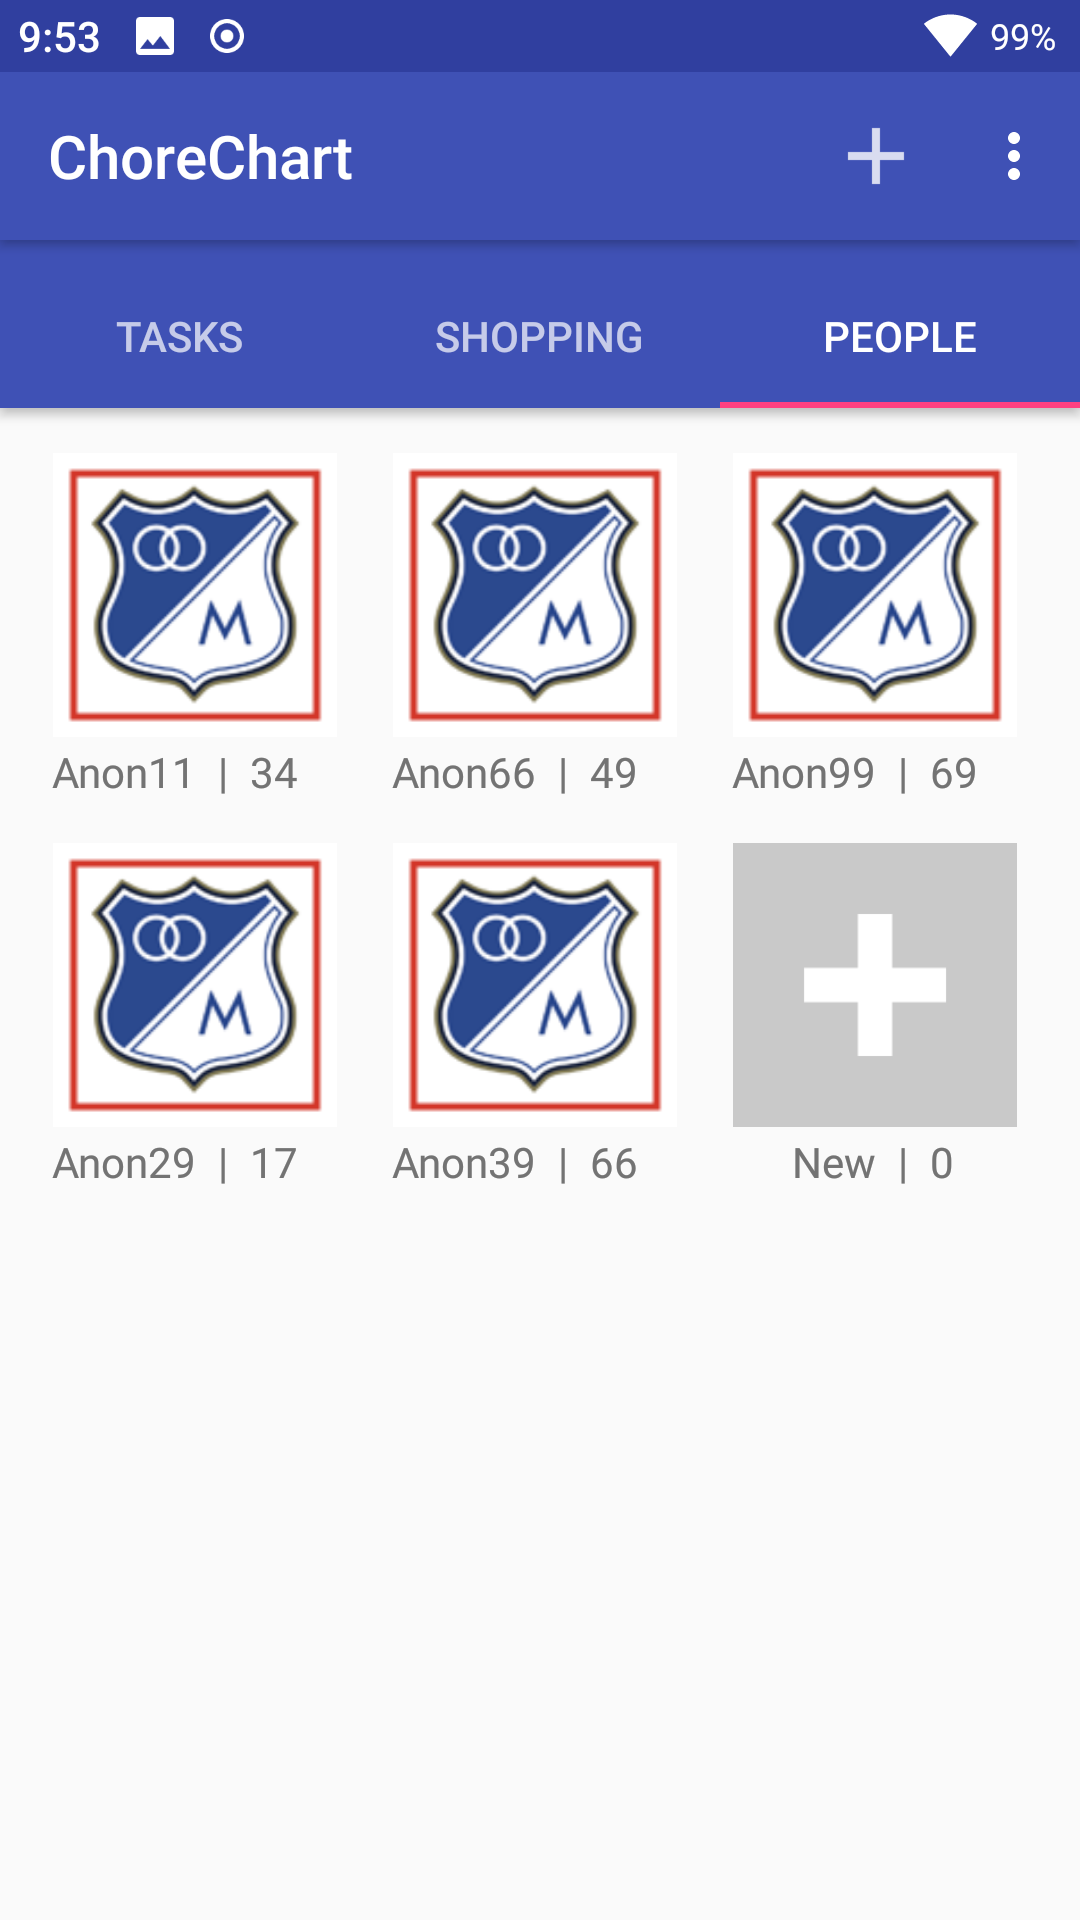 9:53 99%
ChoreChart
TASKS SHOPPING PEOPLE
M M M
Anon11 | 34 Anon66 | 49 Anon99 | 69
M M
Anon29 | 17 Anon39 | 66 New | 0